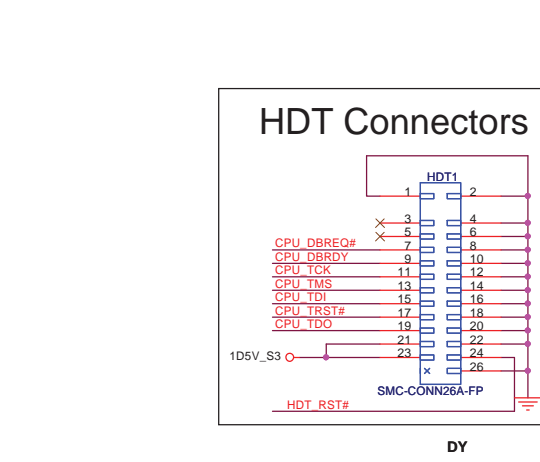 HDT Connectors
HDT1
1 2
3 4
5 6
CPU_DBREQ# 7 8
CPU_DBRDY 9 10
CPU_TCK 11 12
CPU_TMS 13 14
CPU_TDI 15 16
CPU_TRST# 17 18
CPU_TDO 19 20
21 22
1D5V_S3 23 24
26
SMC-CONN26A-FP
HDT_RST#
DY